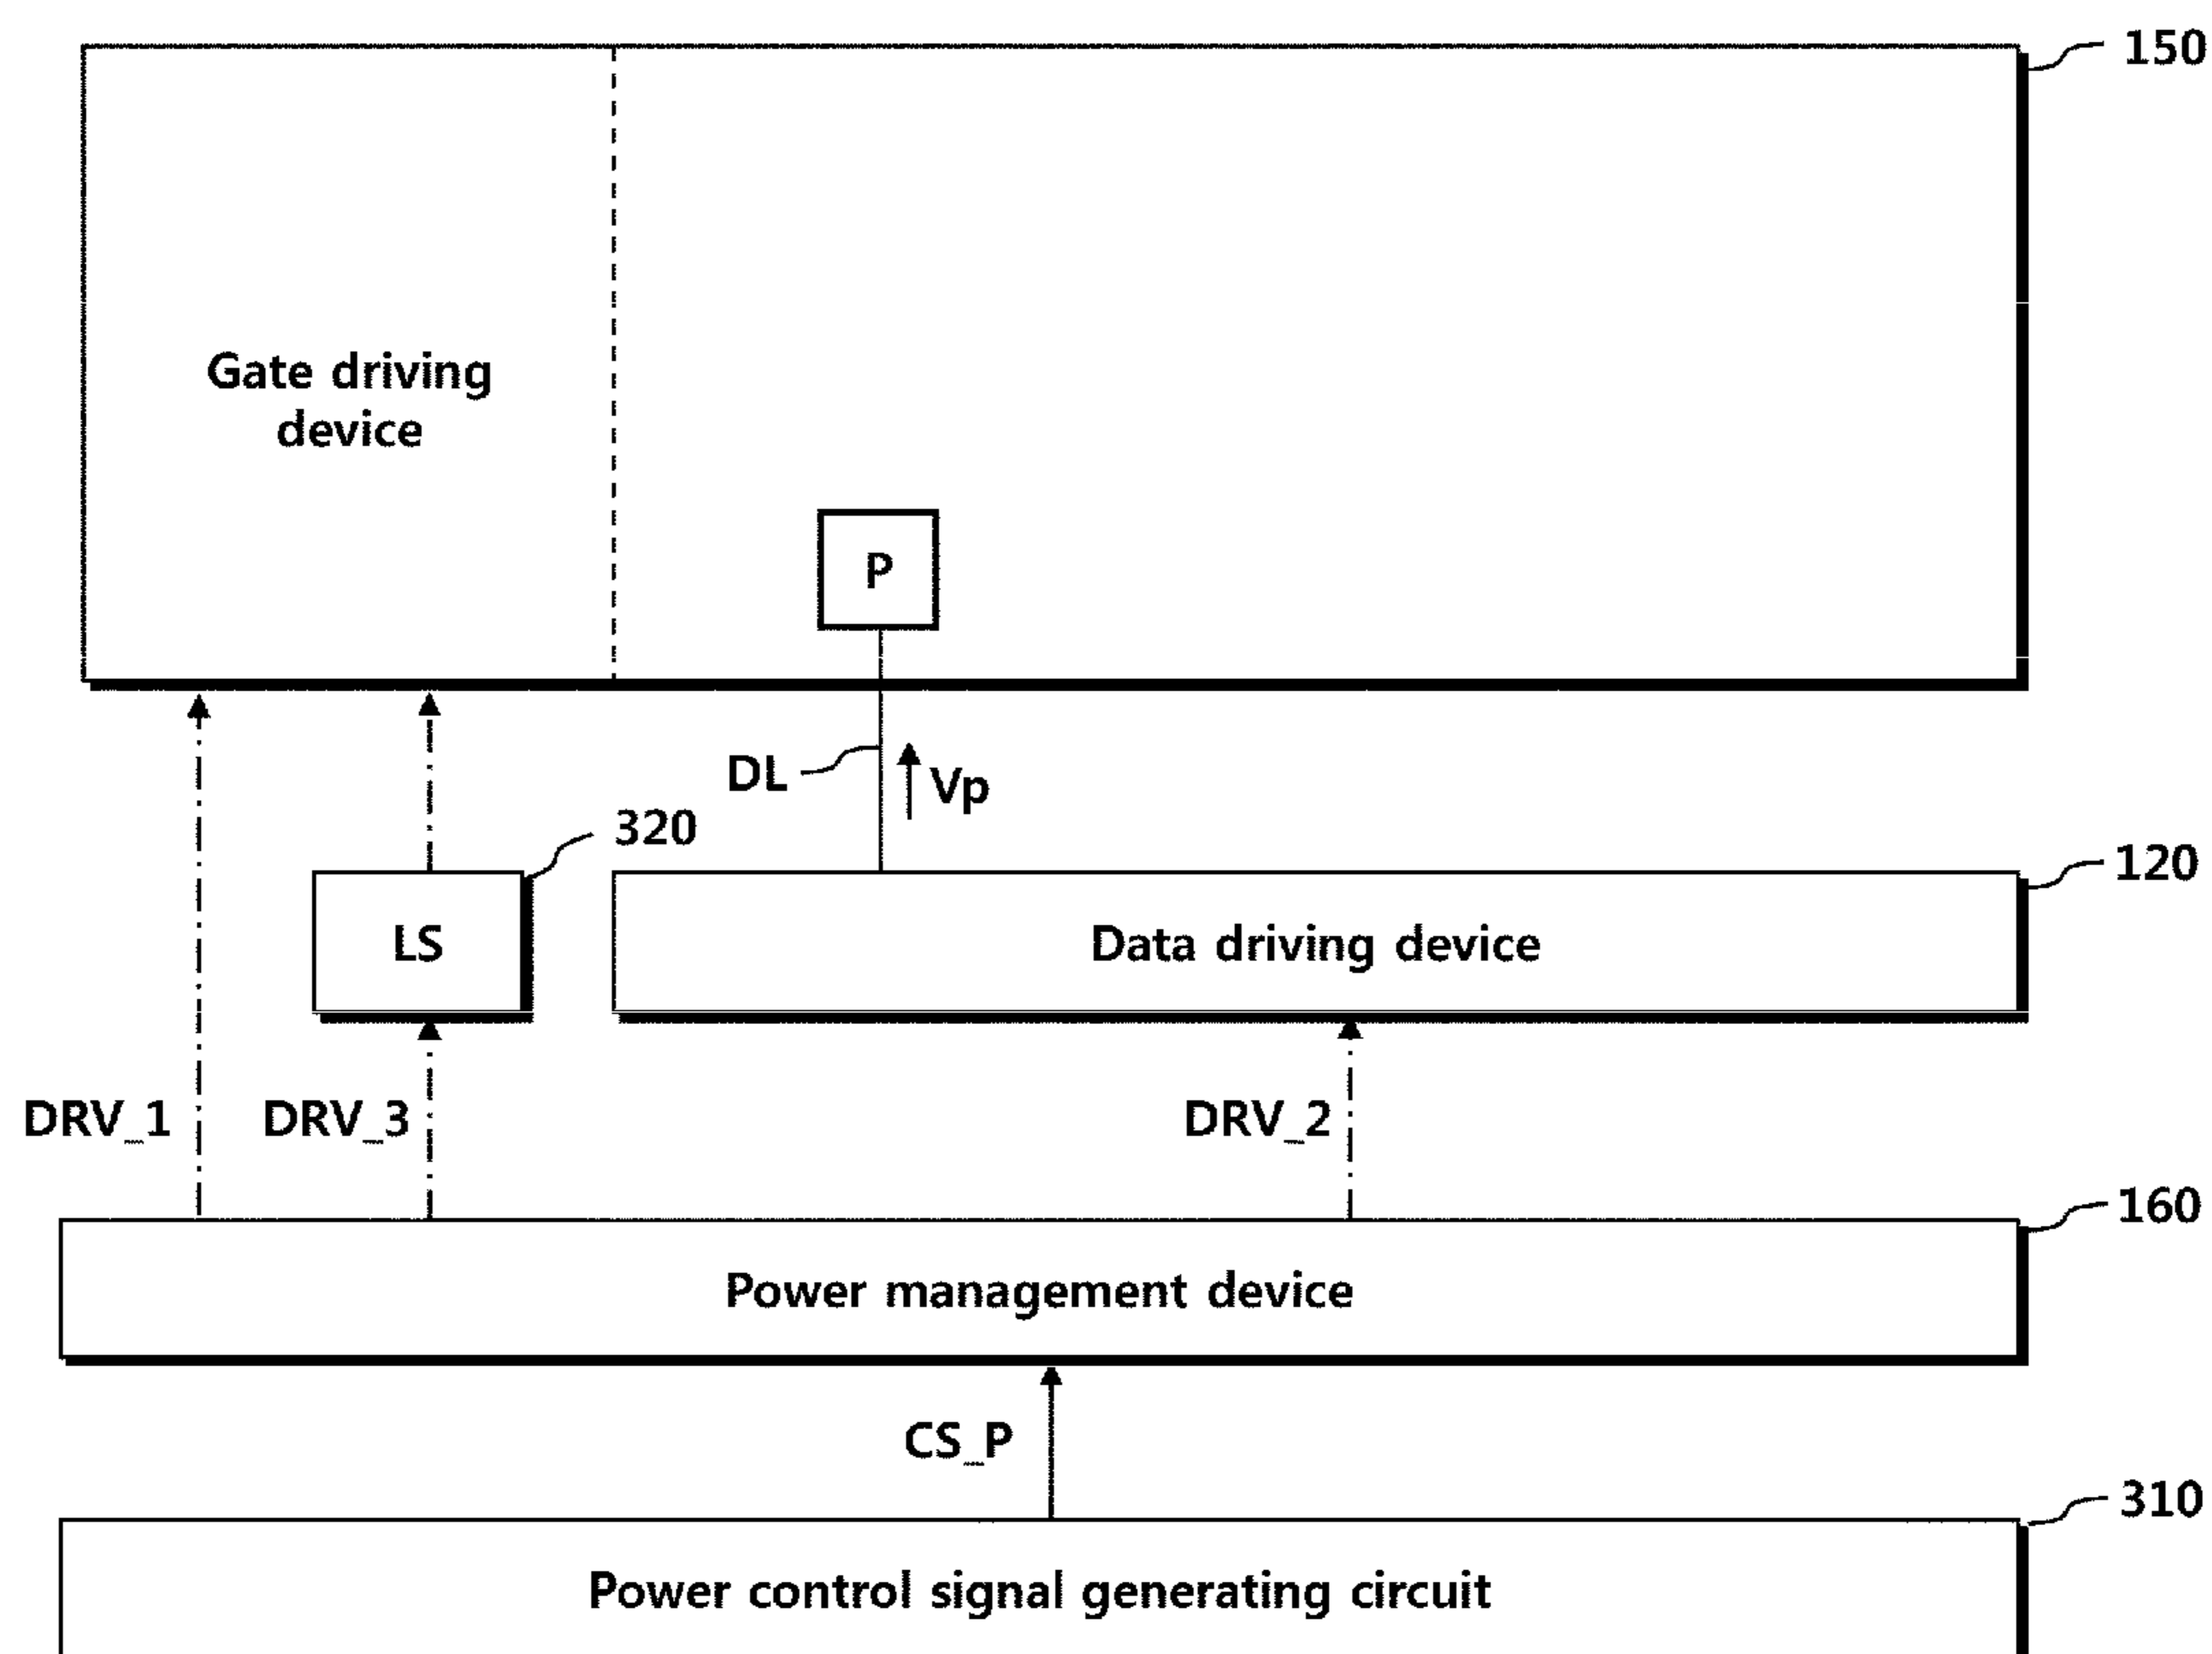 150
Gate driving
device
P
DL
Vp
320
120
LS
Data driving device
DRV_1
DRV_3
DRV_2
160
Power management device
CS_P
310
Power control signal generating circuit